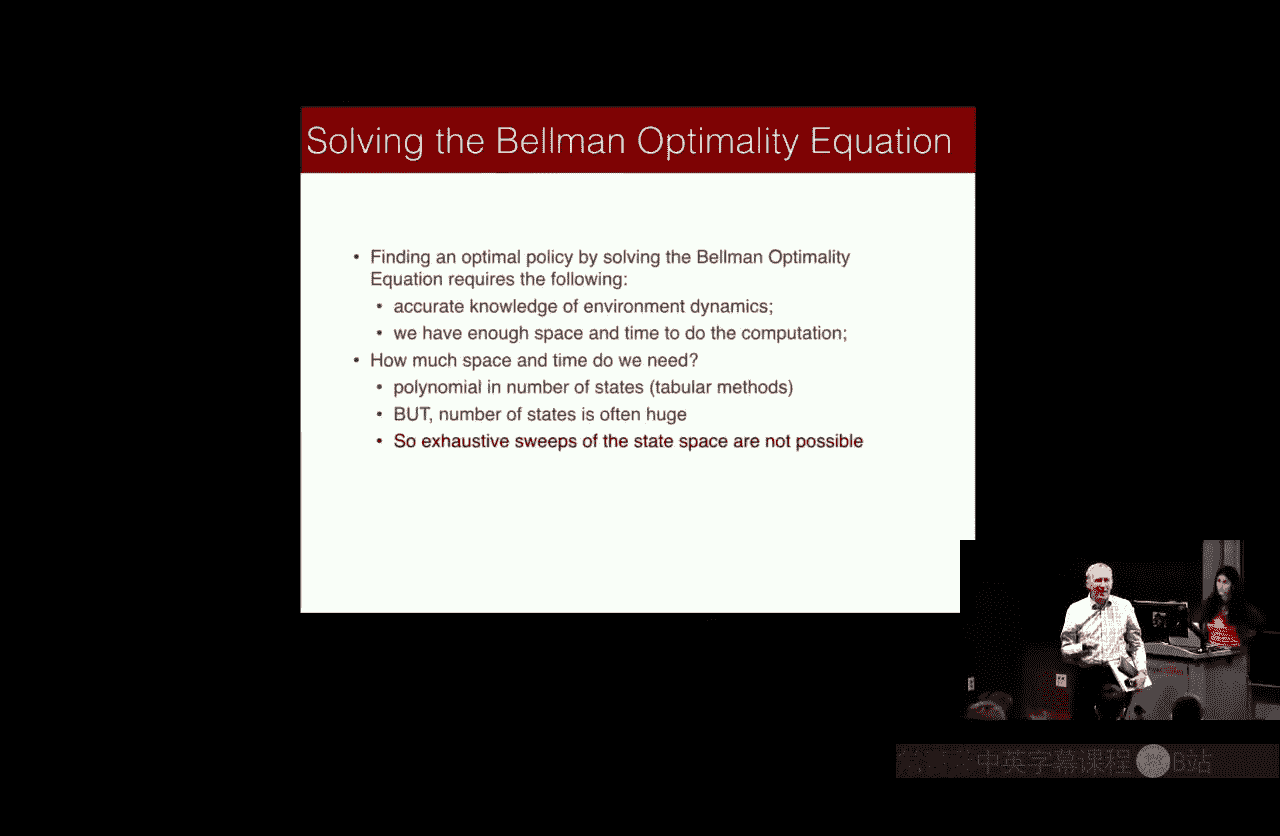 Solving the Bellman Optimality Equation
• Finding an optimal policy by solving the Bellman Optimality
Equation requires the following:
• accurate knowledge of environment dynamics;
• we have enough space and time to do the computation;
• How much space and time do we need?
• polynomial in number of states (tabular methods)
• BUT, number of states is often huge
• So exhaustive sweeps of the state space are not possible
中英字幕课程 B站